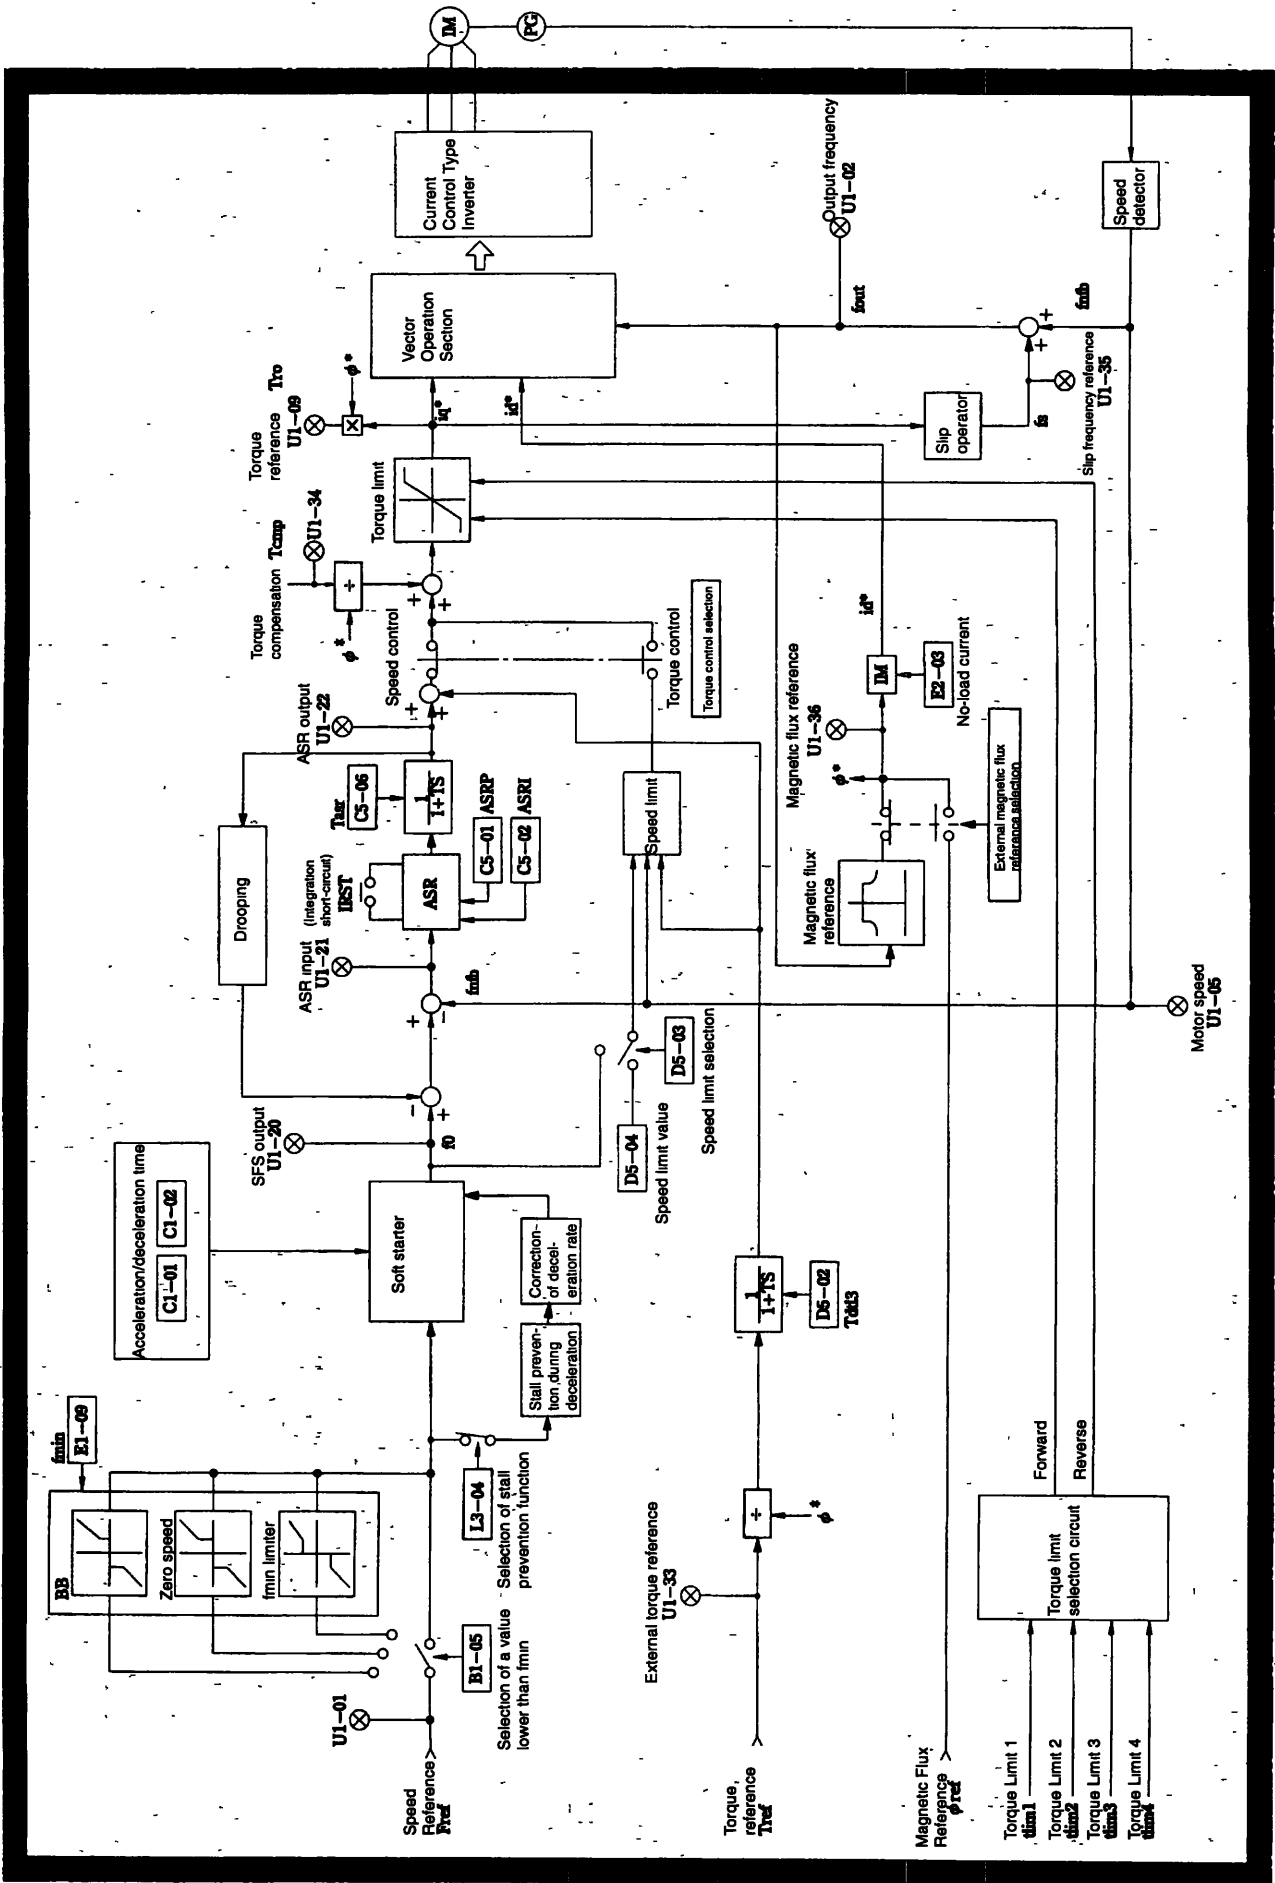 IM
PG
Current
Control Type
Inverter
Vector
Operation
Section
Output frequency
U1-02
Speed
detector
Torque
reference Tro
U1-09
ϕ*
×
iq*
id*
fout
fnfb
Slip frequency reference
U1-35
fs
Slip
operator
Torque limit
Torque
compensation Tcmp
U1-34
÷
ϕ*
Speed control
Torque control
Torque control selection
id*
IM
E2-03
No-load current
Magnetic flux reference
U1-36
ϕ*
External magnetic flux
reference selection
Magnetic flux
reference
ASR output
U1-22
Drooping
Tasr
C5-06
1
1+TS
(Integration
short-circuit)
IRST
ASR
C5-01 ASRP
C5-02 ASRI
Speed limit
ASR input
U1-21
fnfb
Motor speed
U1-05
D5-03
Speed limit selection
D5-04
Speed limit value
SFS output
U1-20
f0
Acceleration/deceleration time
C1-01
C1-02
Soft starter
Correction
of decel-
eration rate
Stall preven-
tion during
deceleration
1
1+TS
D5-02
Tdd3
fmin
E1-09
BB
Zero speed
fmin limiter
L3-04
Selection of stall
prevention function
B1-05
Selection of a value
lower than fmin
U1-01
Speed
Reference
Fref
External torque reference
U1-33
÷
ϕ*
Torque
reference
Tref
Magnetic Flux
Reference
ϕref
Forward
Reverse
Torque limit
selection circuit
Torque Limit 1
tlim1
Torque Limit 2
tlim2
Torque Limit 3
tlim3
Torque Limit 4
tlim4
+
+
+
+
+
+
+
-
+
-
+